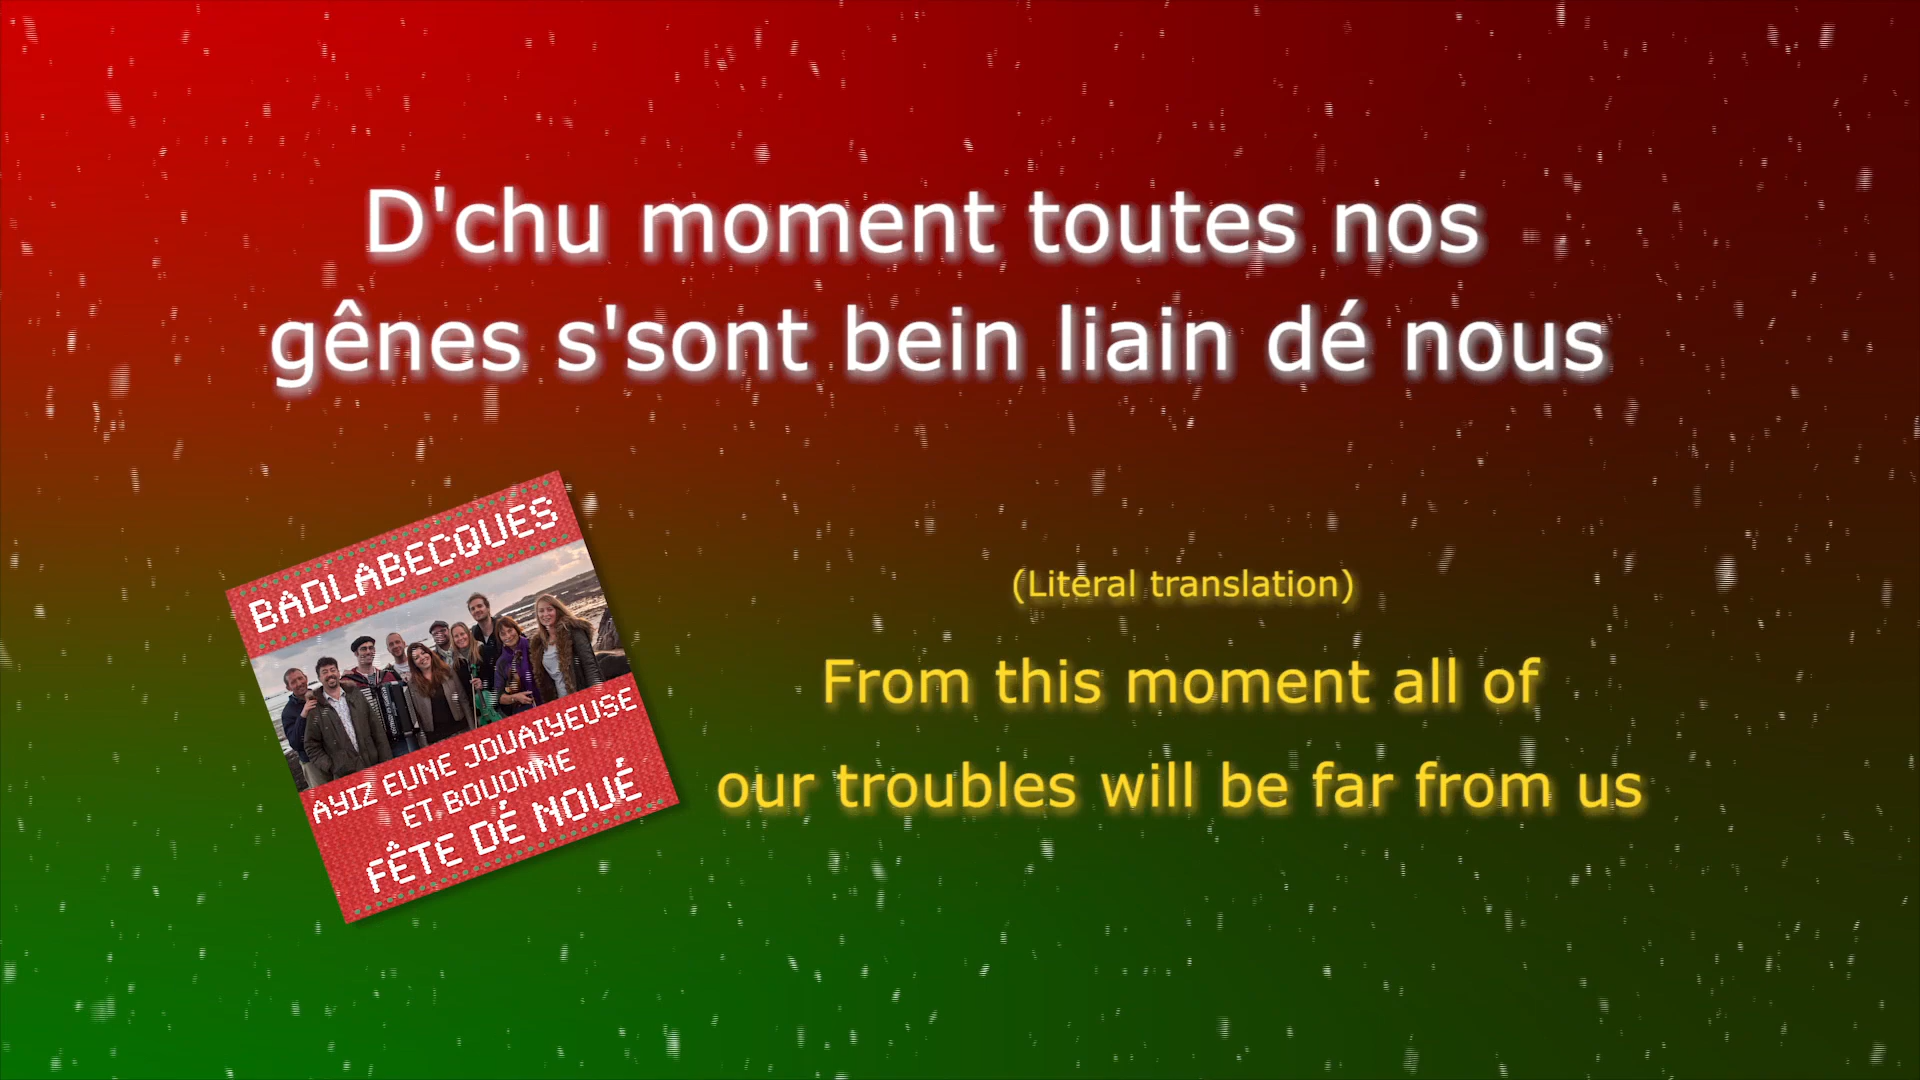 D'chu moment toutes nos
gênes s'sont bein liain dé nous
BADLABECQUES
AYIZ EUNE JOUAIYEUSE
ET BOUONNE
FÊTE DÉ NOUÉ
(Literal translation)
From this moment all of
our troubles will be far from us